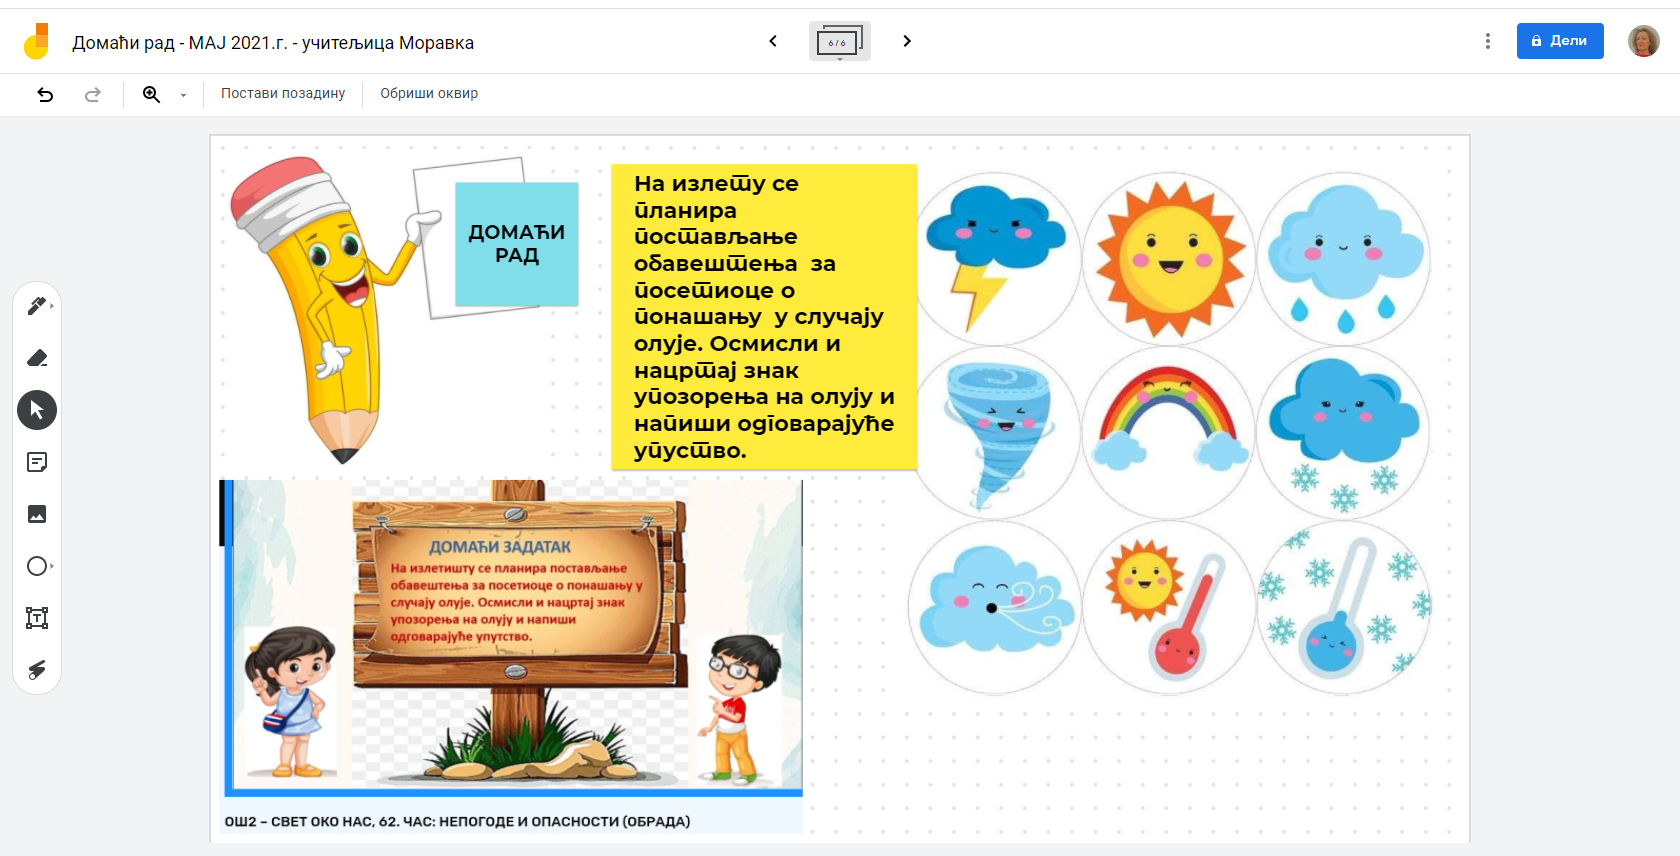 Домаћи рад - МАЈ 2021.г. - учитељица Моравка
6 / 6
Дели
Постави позадину
Обриши оквир
ДОМАЋИ
РАД
На излету се
планира
постављање
обавештења за
посетиоце о
понашању у случају
олује. Осмисли и
нацртај знак
упозорења на олују и
напиши одговарајуће
упуство.
ДОМАЋИ ЗАДАТАК
На излетишту се планира постављање
обавештења за посетиоце о понашању у
случају олује. Осмисли и нацртај знак
упозорења на олују и напиши
одговарајуће упутство.
ОШ2 – СВЕТ ОКО НАС, 62. ЧАС: НЕПОГОДЕ И ОПАСНОСТИ (ОБРАДА)